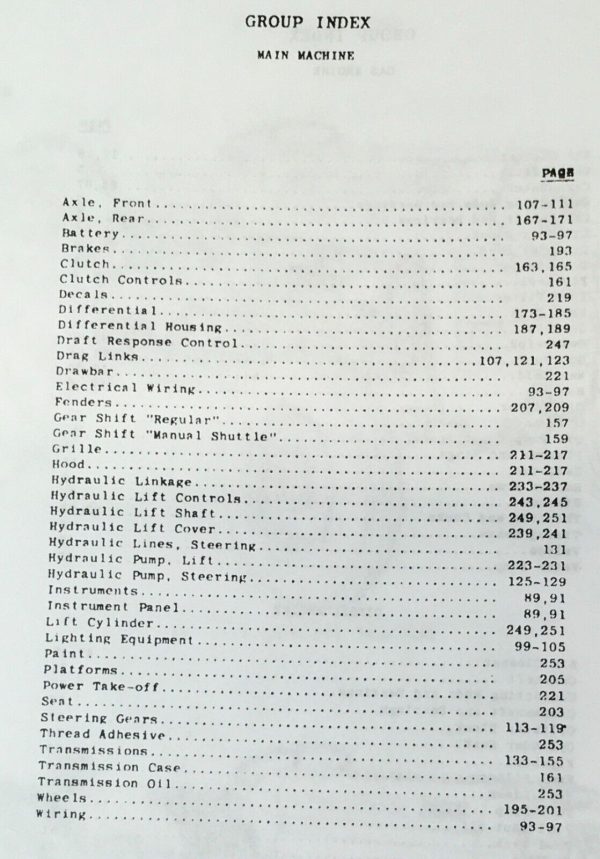 GROUP INDEX
MAIN MACHINE
PAGE
Axle, Front 107-111
Axle, Rear 167-171
Battery 93-97
Brakes 193
Clutch 163,165
Clutch Controls 161
Decals 219
Differential 173-185
Differential Housing 187,189
Draft Response Control 247
Drag Links 107,121,123
Drawbar 221
Electrical Wiring 93-97
Fenders 207,209
Gear Shift "Regular" 157
Gear Shift "Manual Shuttle" 159
Grille 211-217
Hood 211-217
Hydraulic Linkage 233-237
Hydraulic Lift Controls 243,245
Hydraulic Lift Shaft 249,251
Hydraulic Lift Cover 239,241
Hydraulic Lines, Steering 131
Hydraulic Pump, Lift 223-231
Hydraulic Pump, Steering 125-129
Instruments 89,91
Instrument Panel 89,91
Lift Cylinder 249,251
Lighting Equipment 99-105
Paint 253
Platforms 205
Power Take-off 221
Seat 203
Steering Gears 113-119
Thread Adhesive 253
Transmissions 133-155
Transmission Case 161
Transmission Oil 253
Wheels 195-201
Wiring 93-97